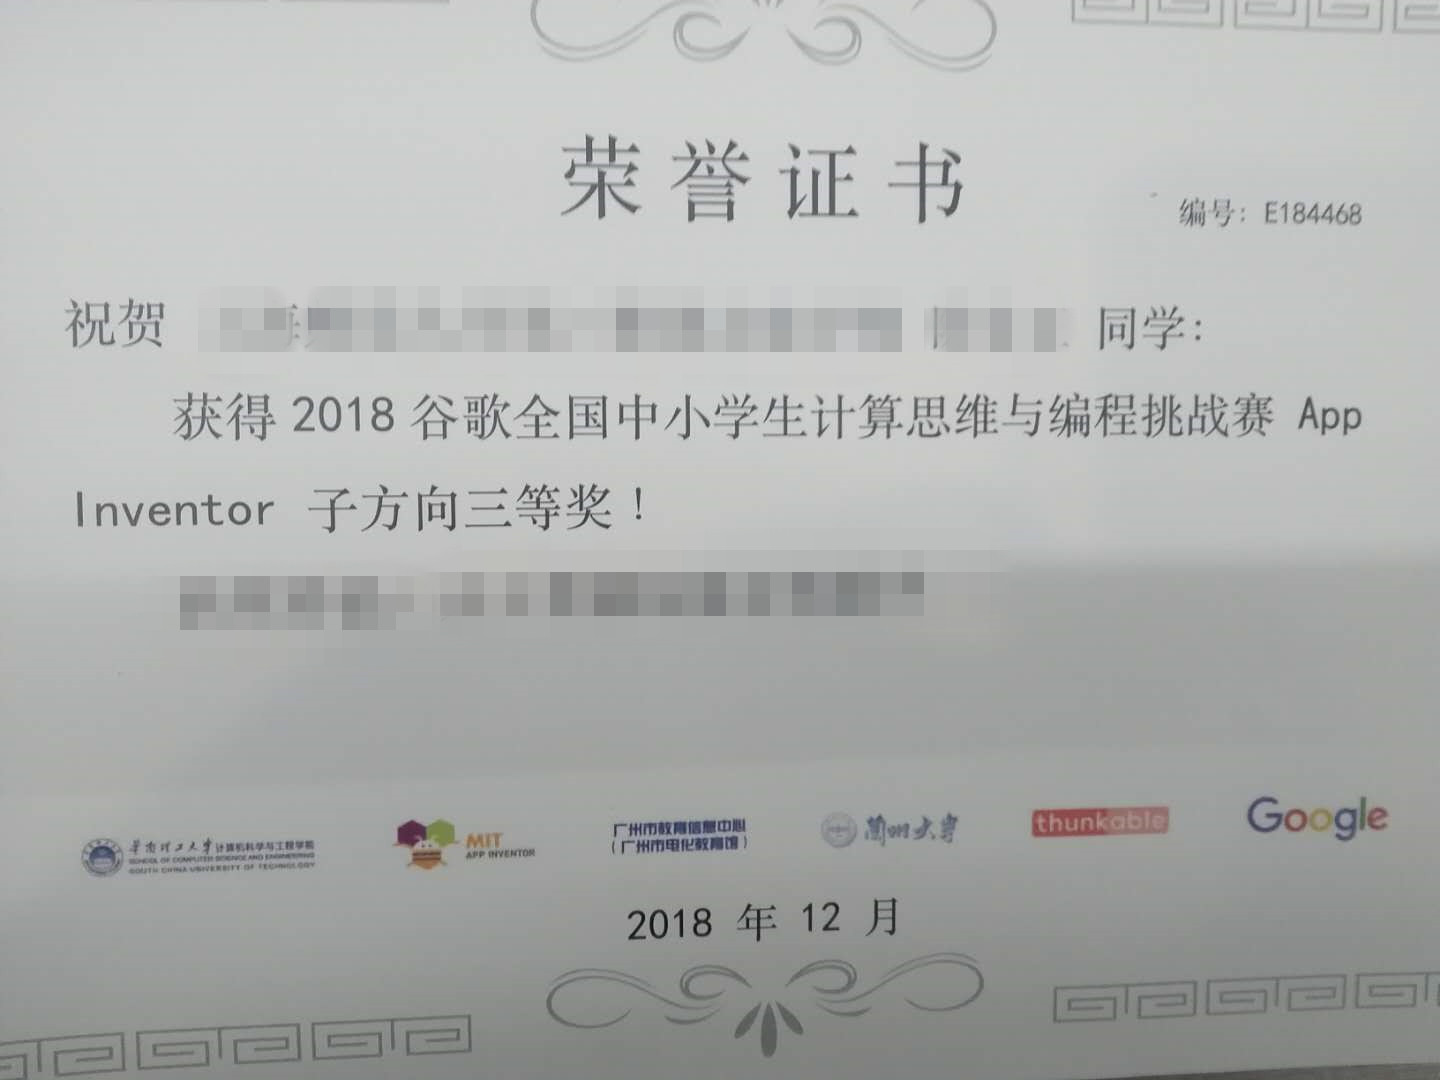 荣誉证书
编号：E184468
祝贺 同学：
获得 2018 谷歌全国中小学生计算思维与编程挑战赛 App
Inventor 子方向三等奖！
华南理工大学计算机科学与工程学院
SCHOOL OF COMPUTER SCIENCE AND ENGINEERING
SOUTH CHINA UNIVERSITY OF TECHNOLOGY
MIT
APP INVENTOR
广州市教育信息中心
（广州市电化教育馆）
蘭州大学
thunkable
Google
2018 年 12 月